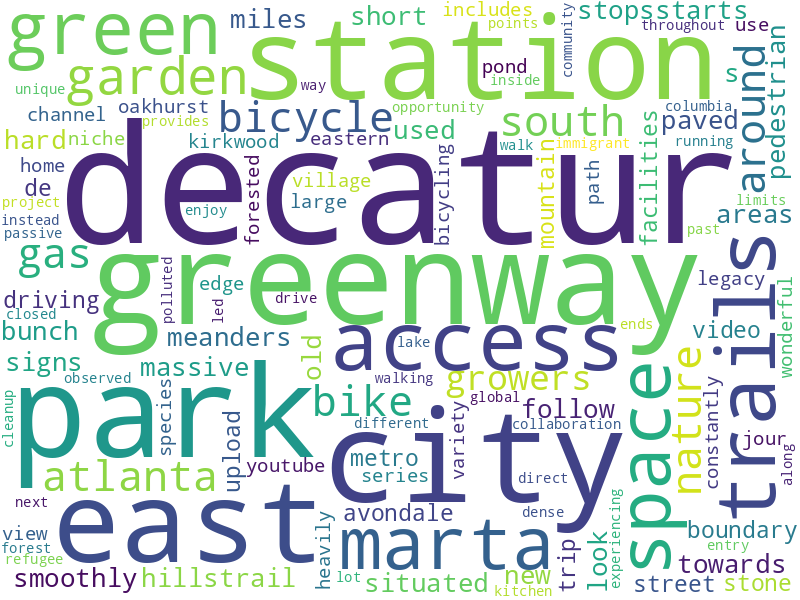 green
miles
short
includes
points
stopsstarts
station
throughout
use
community
garden
pond
inside
unique
way
s
around
pedestrian
channel
oakhurst
provides
bicycle
opportunity
used
south
columbia
paved
running
hard
niche
kirkwood
eastern
walk
immigrant
home
de
decatur
village
large
forested
bicycling
mountain
path
facilities
limits
areas
project
instead
passive
enjoy
past
gas
greenway
polluted
edge
legacy
driving
drive
led
trails
closed
bunch
meanders
access
lake
ends
video
wonderful
signs
massive
old
observed
park
species
walking
growers
global
space
nature
constantly
cleanup
bike
different
city
variety
follow
collaboration
jour
along
atlanta
upload
youtube
metro
series
direct
next
east
avondale
dense
marta
trip
look
experiencing
view
forest
refugee
heavily
boundary
entry
towards
smoothly
hillstrail
lot
situated
new
kitchen
street
stone